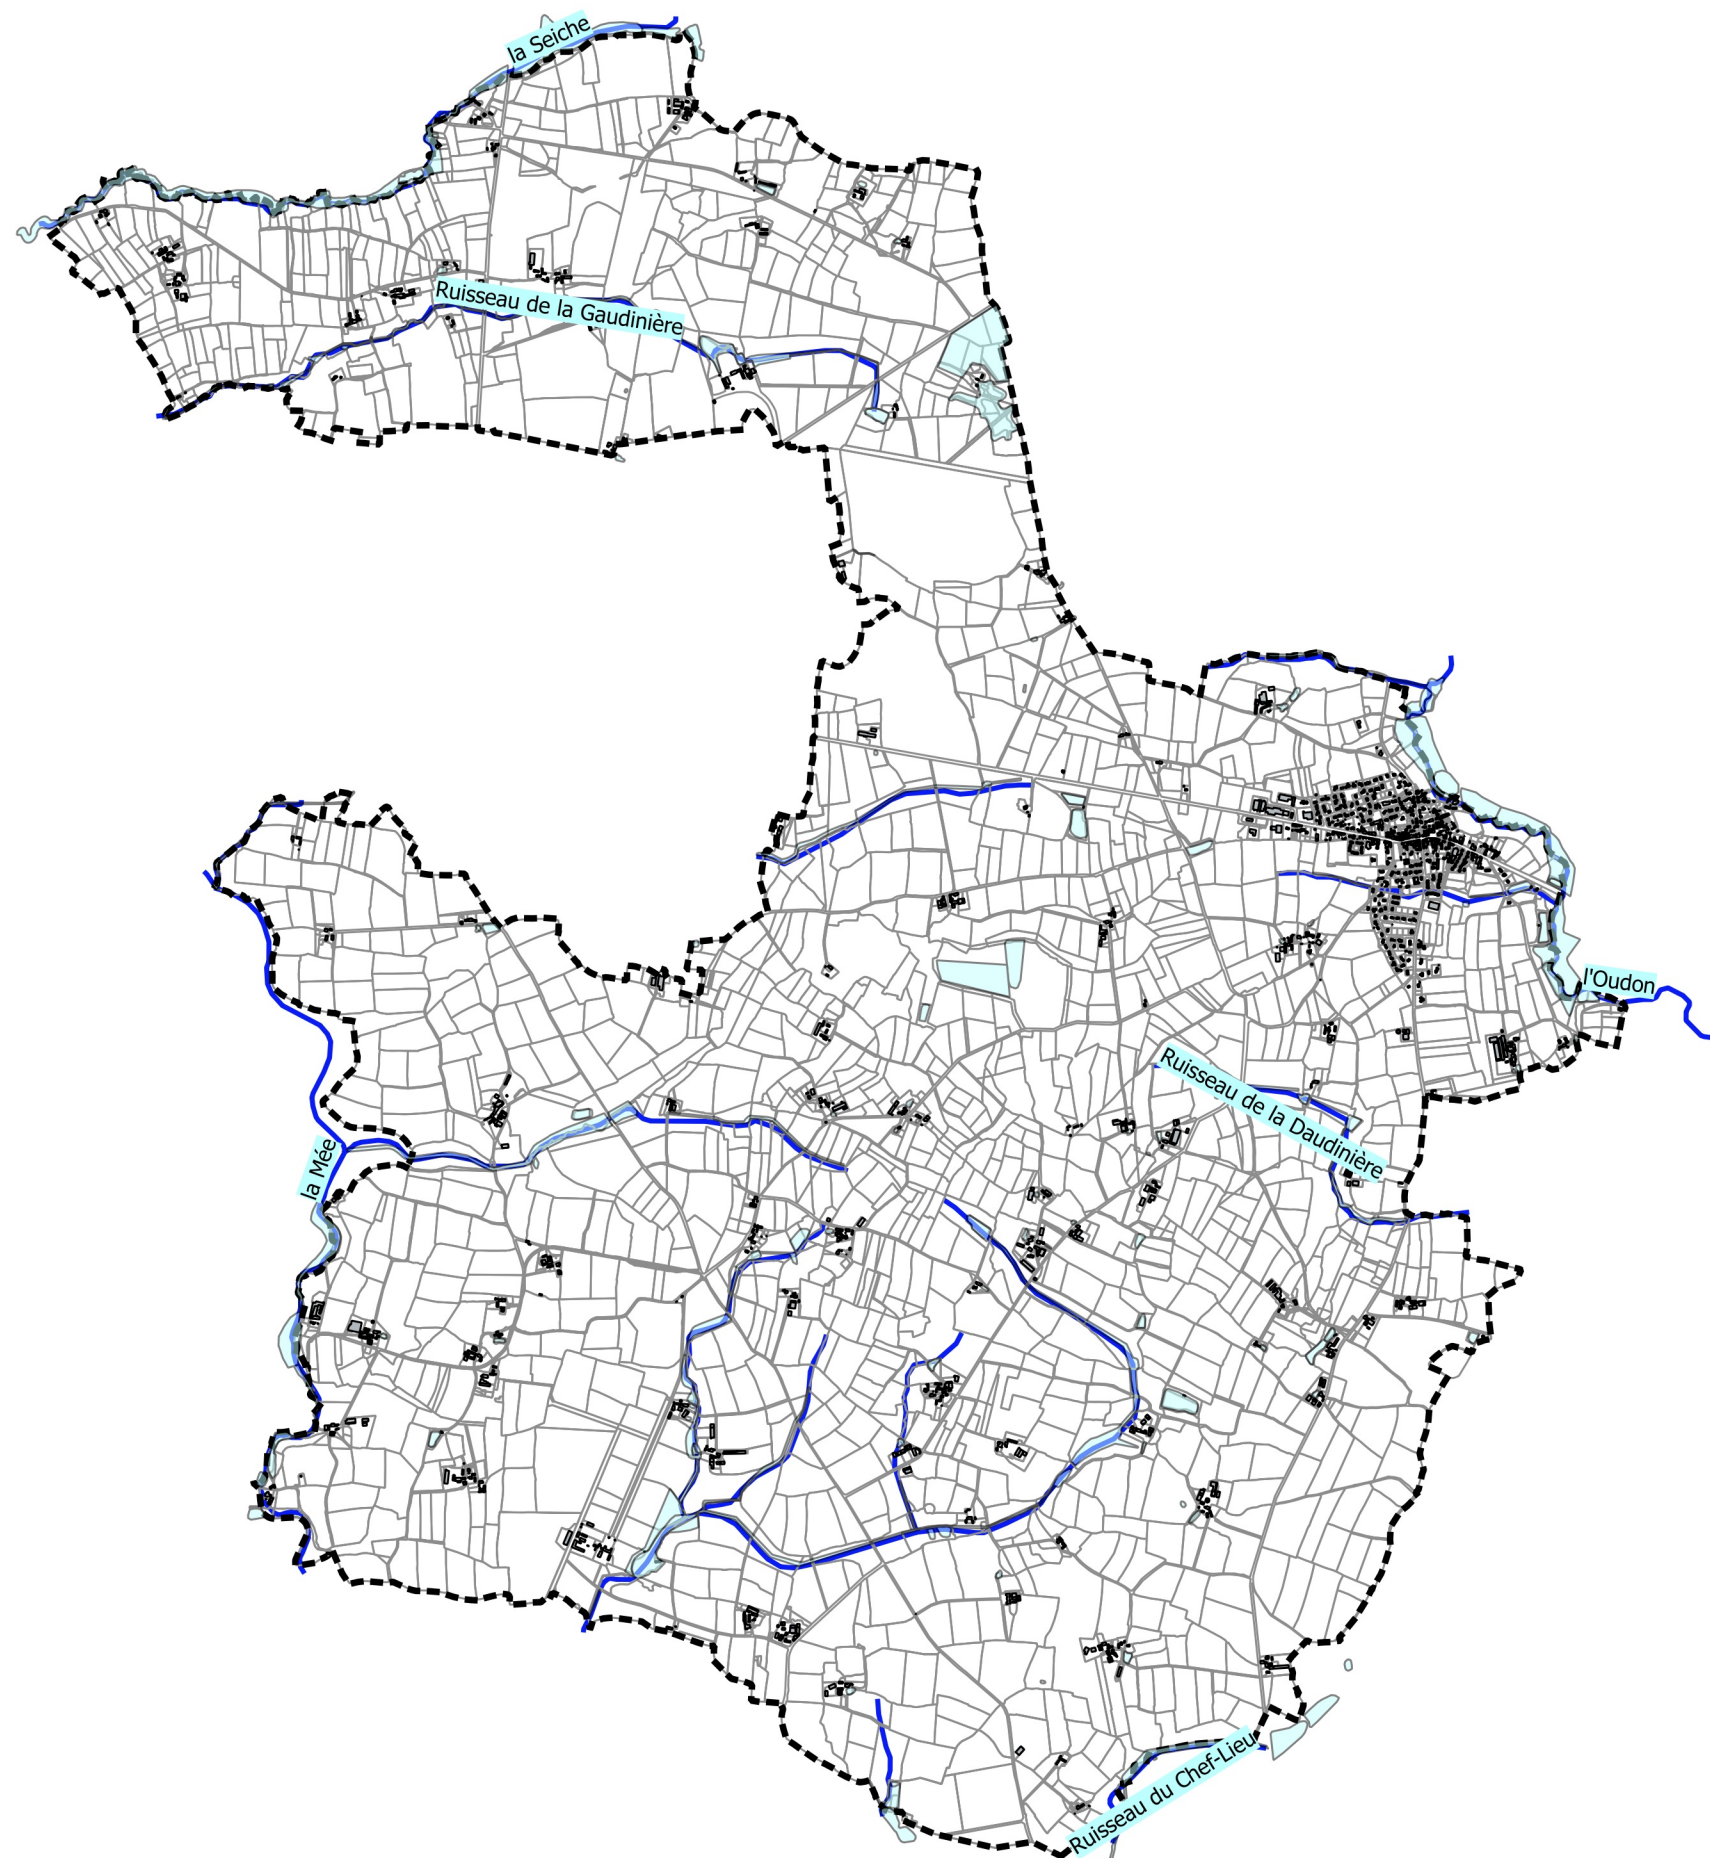 la Seiche
Ruisseau de la Gaudinière
l'Oudon
Ruisseau de la Daudinière
la Mée
Ruisseau du Chef-Lieu